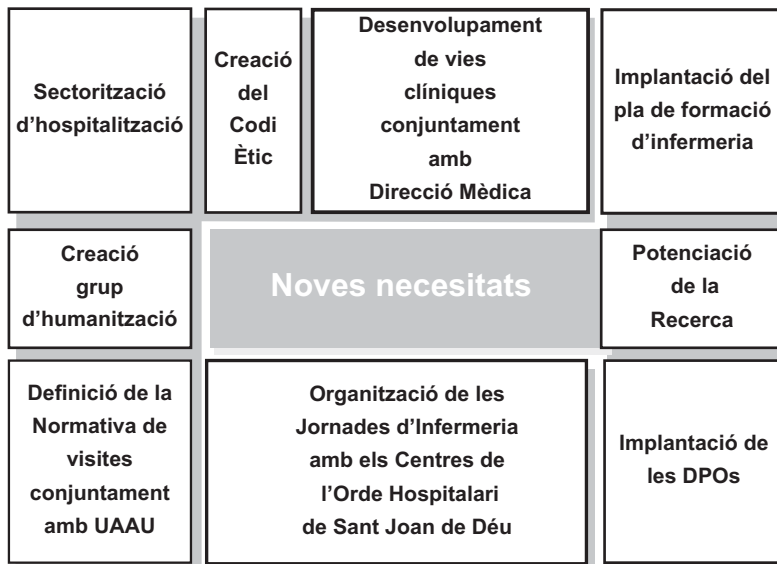 Sectorització
d’hospitalització
Creació
del
Codi
Ètic
Desenvolupament
de vies
clíniques
conjuntament
amb
Direcció Mèdica
Implantació del
pla de formació
d’infermeria
Creació
grup
d’humanització
Noves necesitats
Potenciació
de la
Recerca
Definició de la
Normativa de
visites
conjuntament
amb UAAU
Organització de les
Jornades d’Infermeria
amb els Centres de
l’Orde Hospitalari
de Sant Joan de Déu
Implantació de
les DPOs